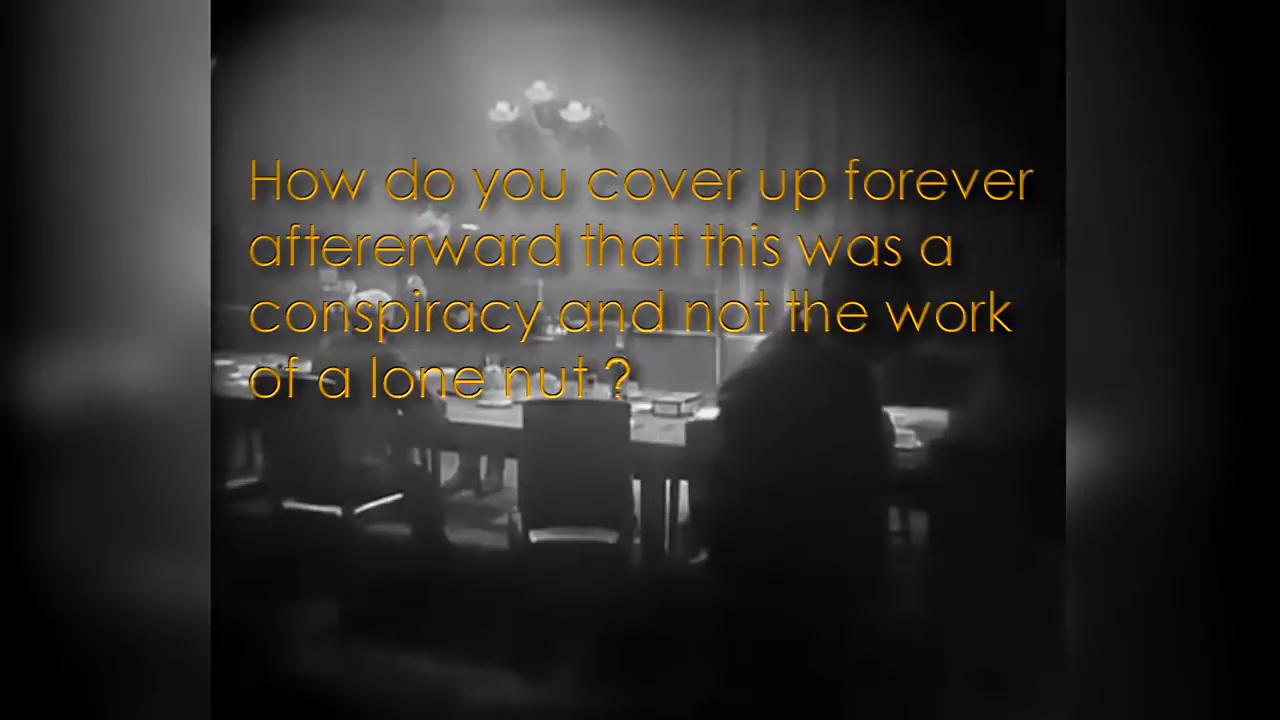 How do you cover up forever
aftererward that this was a
conspiracy and not the work
of a lone nut ?